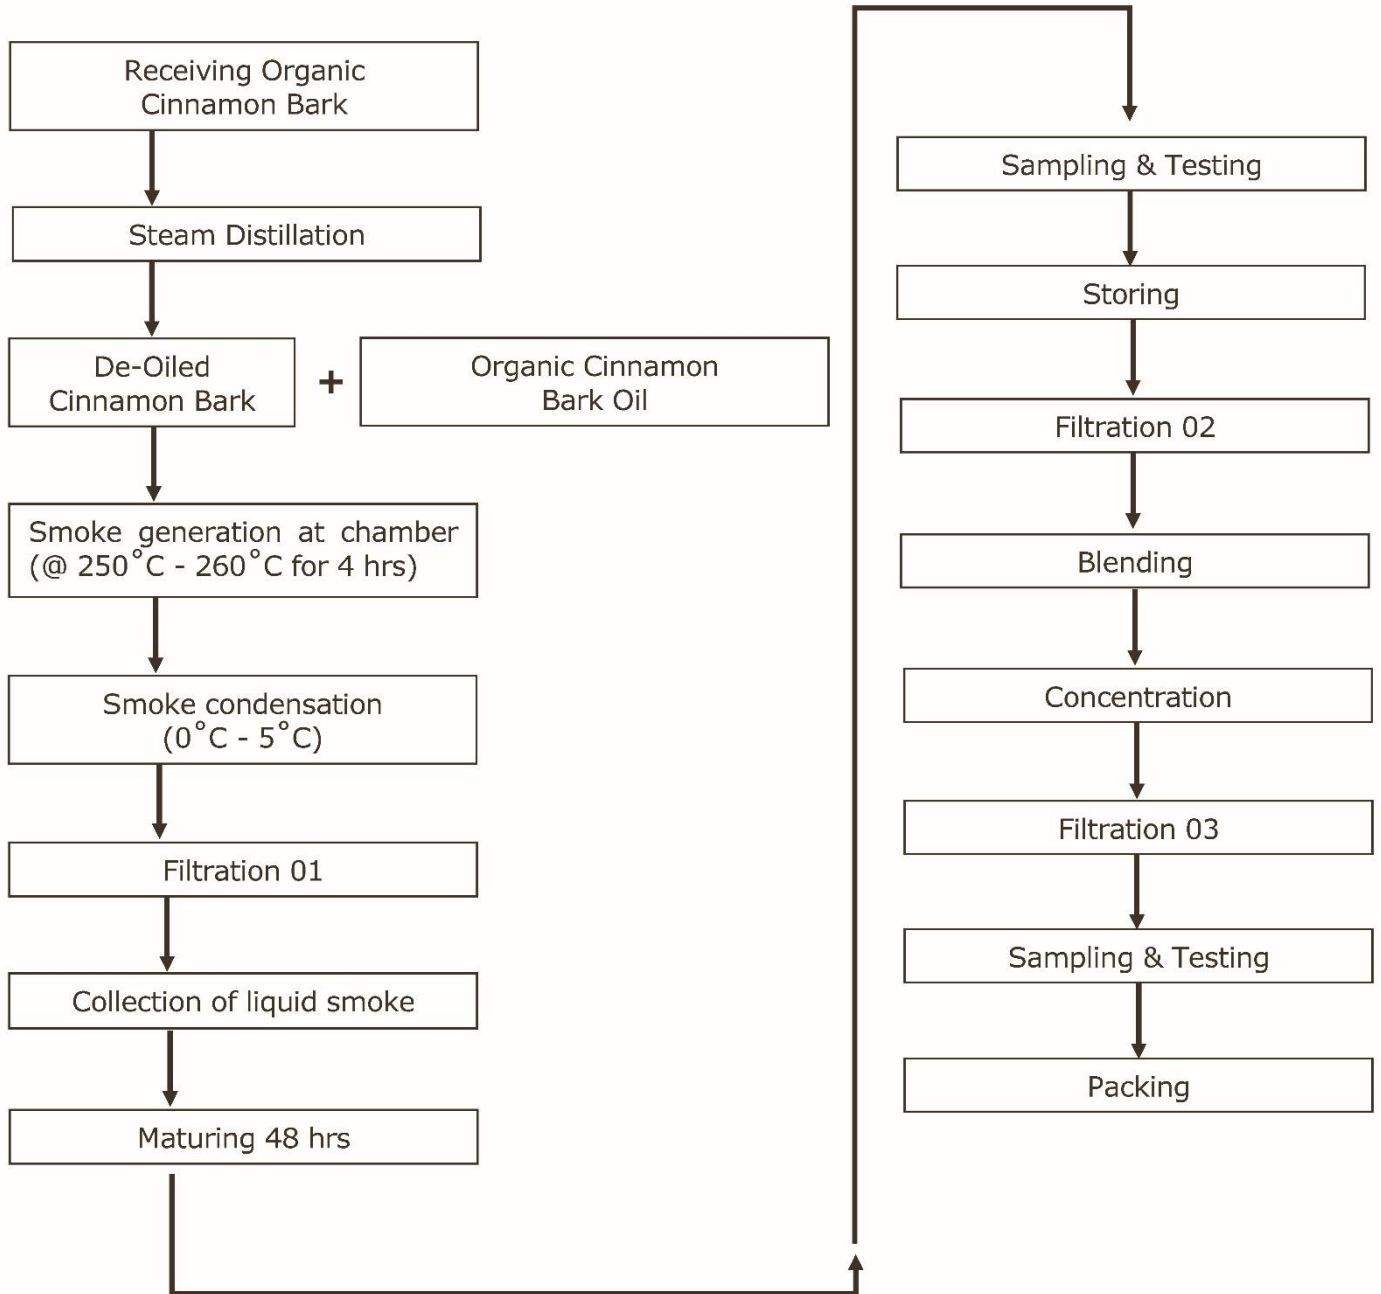 Receiving Organic
Cinnamon Bark
Steam Distillation
De-Oiled
Cinnamon Bark
+
Organic Cinnamon
Bark Oil
Smoke generation at chamber
(@ 250°C - 260°C for 4 hrs)
Smoke condensation
(0°C - 5°C)
Filtration 01
Collection of liquid smoke
Maturing 48 hrs
Sampling & Testing
Storing
Filtration 02
Blending
Concentration
Filtration 03
Sampling & Testing
Packing